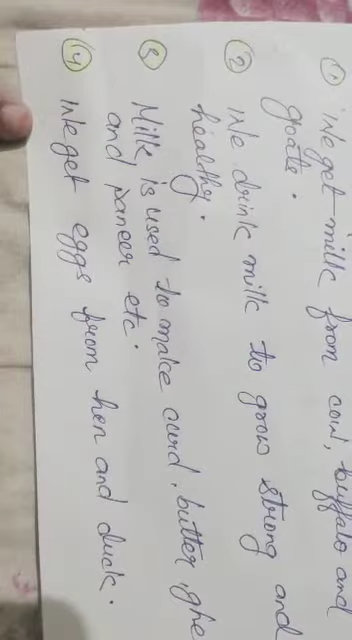 ① We get milk from cow, buffalo and
goats.
② We drink milk to grow strong and
healthy.
③ Milk is used to make curd, butter, ghe
and paneer etc.
④ We get eggs from hen and duck.